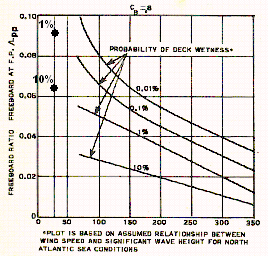 C_B = .8
FREEBOARD RATIO FREEBOARD AT F.P. /Lpp
0.10
0.08
0.06
0.04
0.02
0
1%
10%
PROBABILITY OF DECK WETNESS*
0.01%
0.1%
1%
10%
0 50 100 150 200 250 300 350
*PLOT IS BASED ON ASSUMED RELATIONSHIP BETWEEN
WIND SPEED AND SIGNIFICANT WAVE HEIGHT FOR NORTH
ATLANTIC SEA CONDITIONS